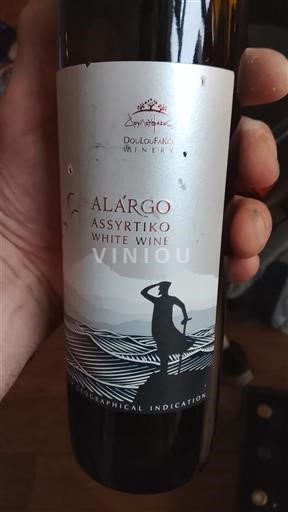 DOULOUFAKIS
WINERY
ALARGO
ASSYRTIKO
WHITE WINE
VINIOU
GEOGRAPHICAL INDICATION